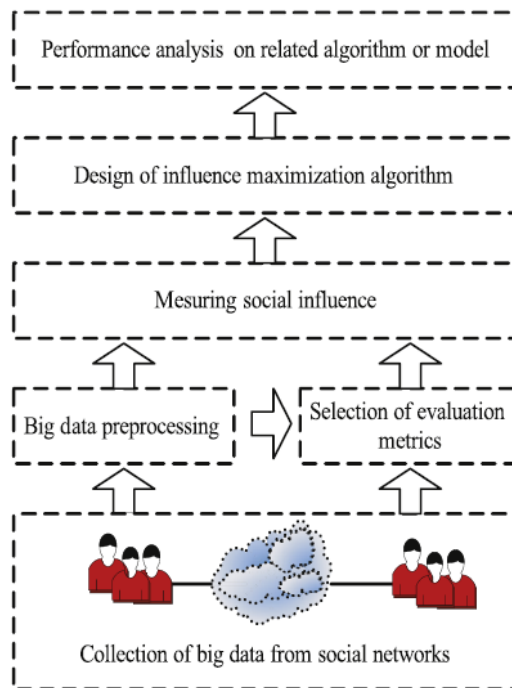 Performance analysis on related algorithm or model
Design of influence maximization algorithm
Mesuring social influence
Big data preprocessing
Selection of evaluation
metrics
Collection of big data from social networks